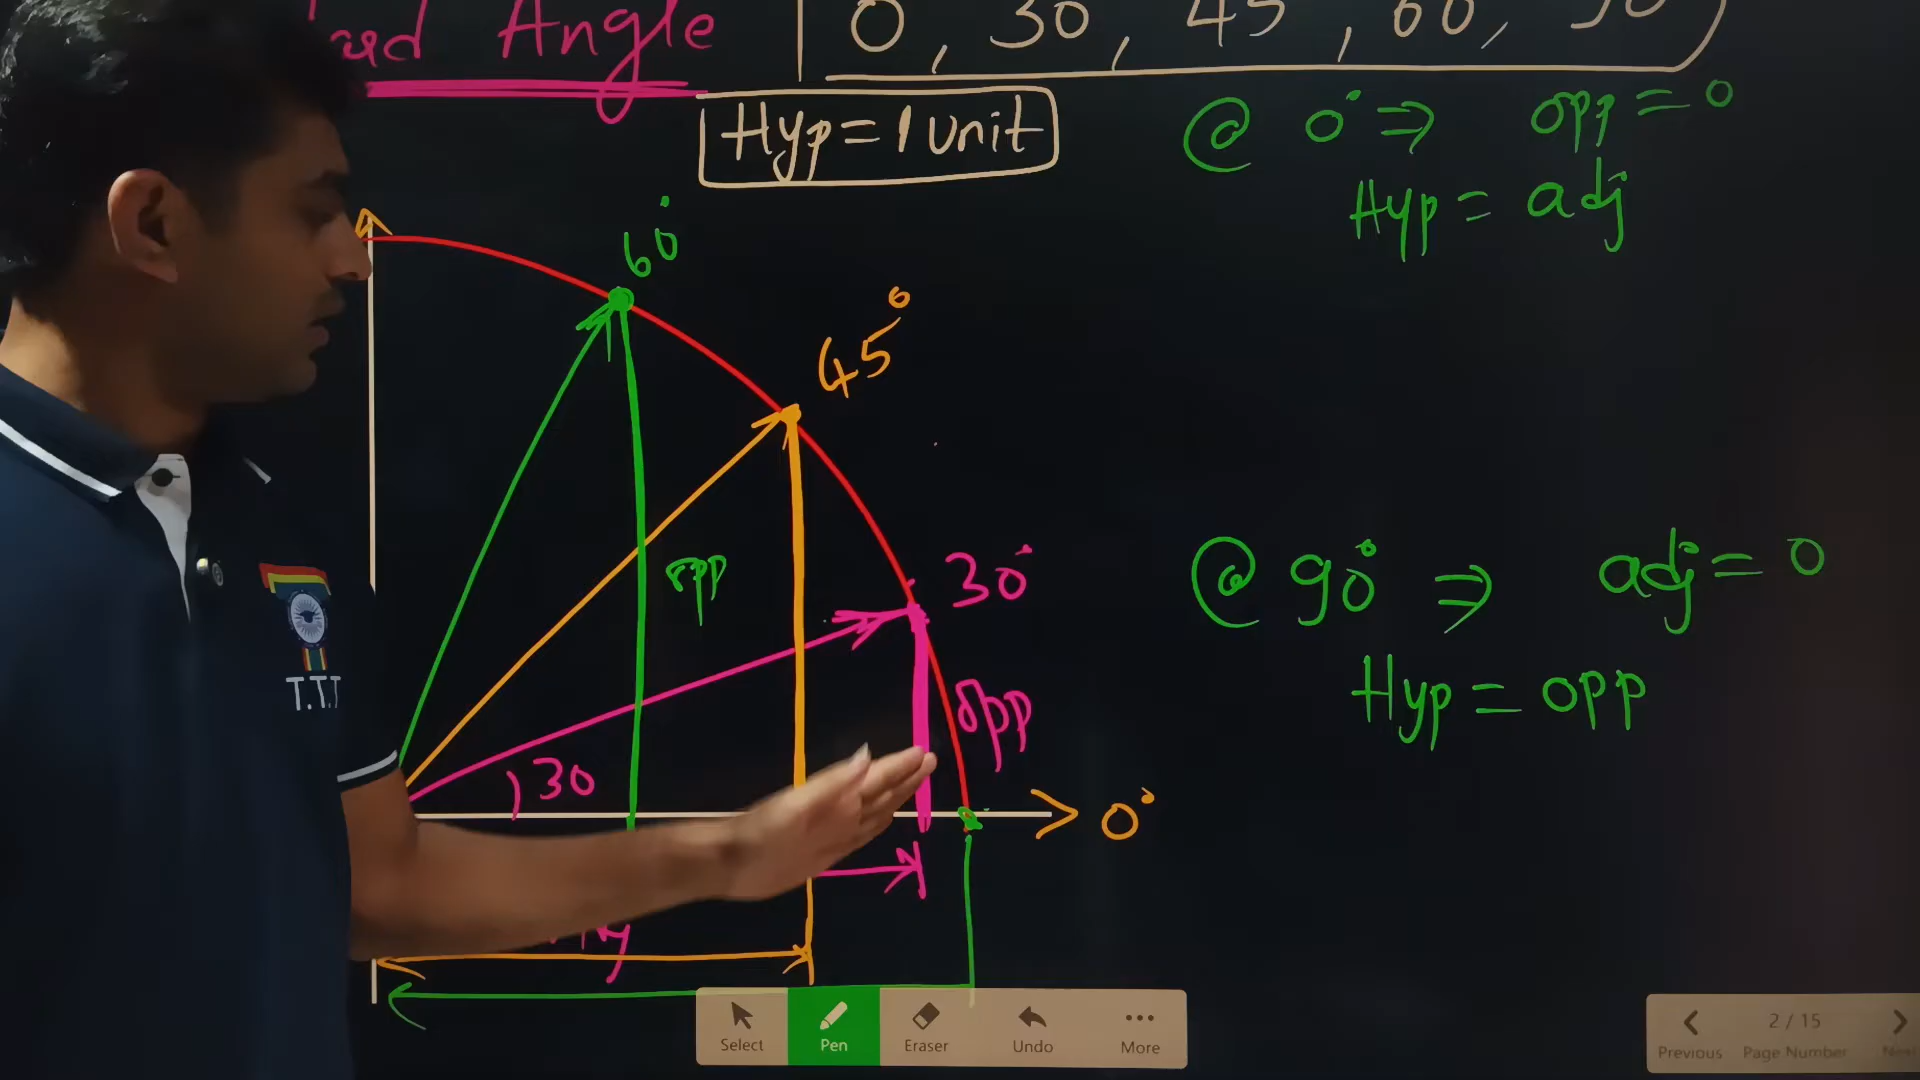 Angle
0, 30, 45, 60, 90
Hyp = 1 unit
@ 0° ⇒ opp = 0
Hyp = adj
60°
45°
opp
30°
@ 90° ⇒ adj = 0
Hyp = opp
opp
30
0°
T.T.I
Select
Pen
Eraser
Undo
More
Previous
2 / 15
Page Number